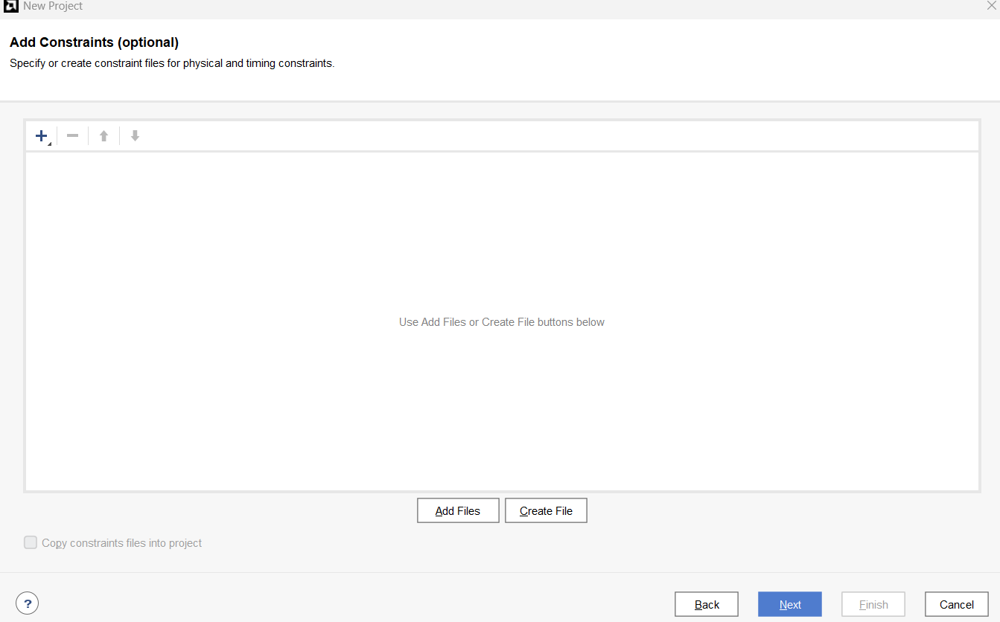 New Project
Add Constraints (optional)
Specify or create constraint files for physical and timing constraints.
Use Add Files or Create File buttons below
Add Files
Create File
Copy constraints files into project
?
Back
Next
Finish
Cancel